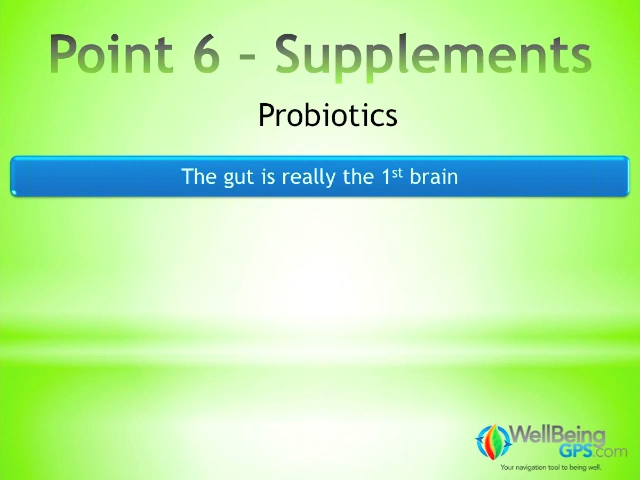 Point 6 - Supplements
Probiotics
The gut is really the 1st brain
WellBeing
GPS.com
Your navigation tool to being well.